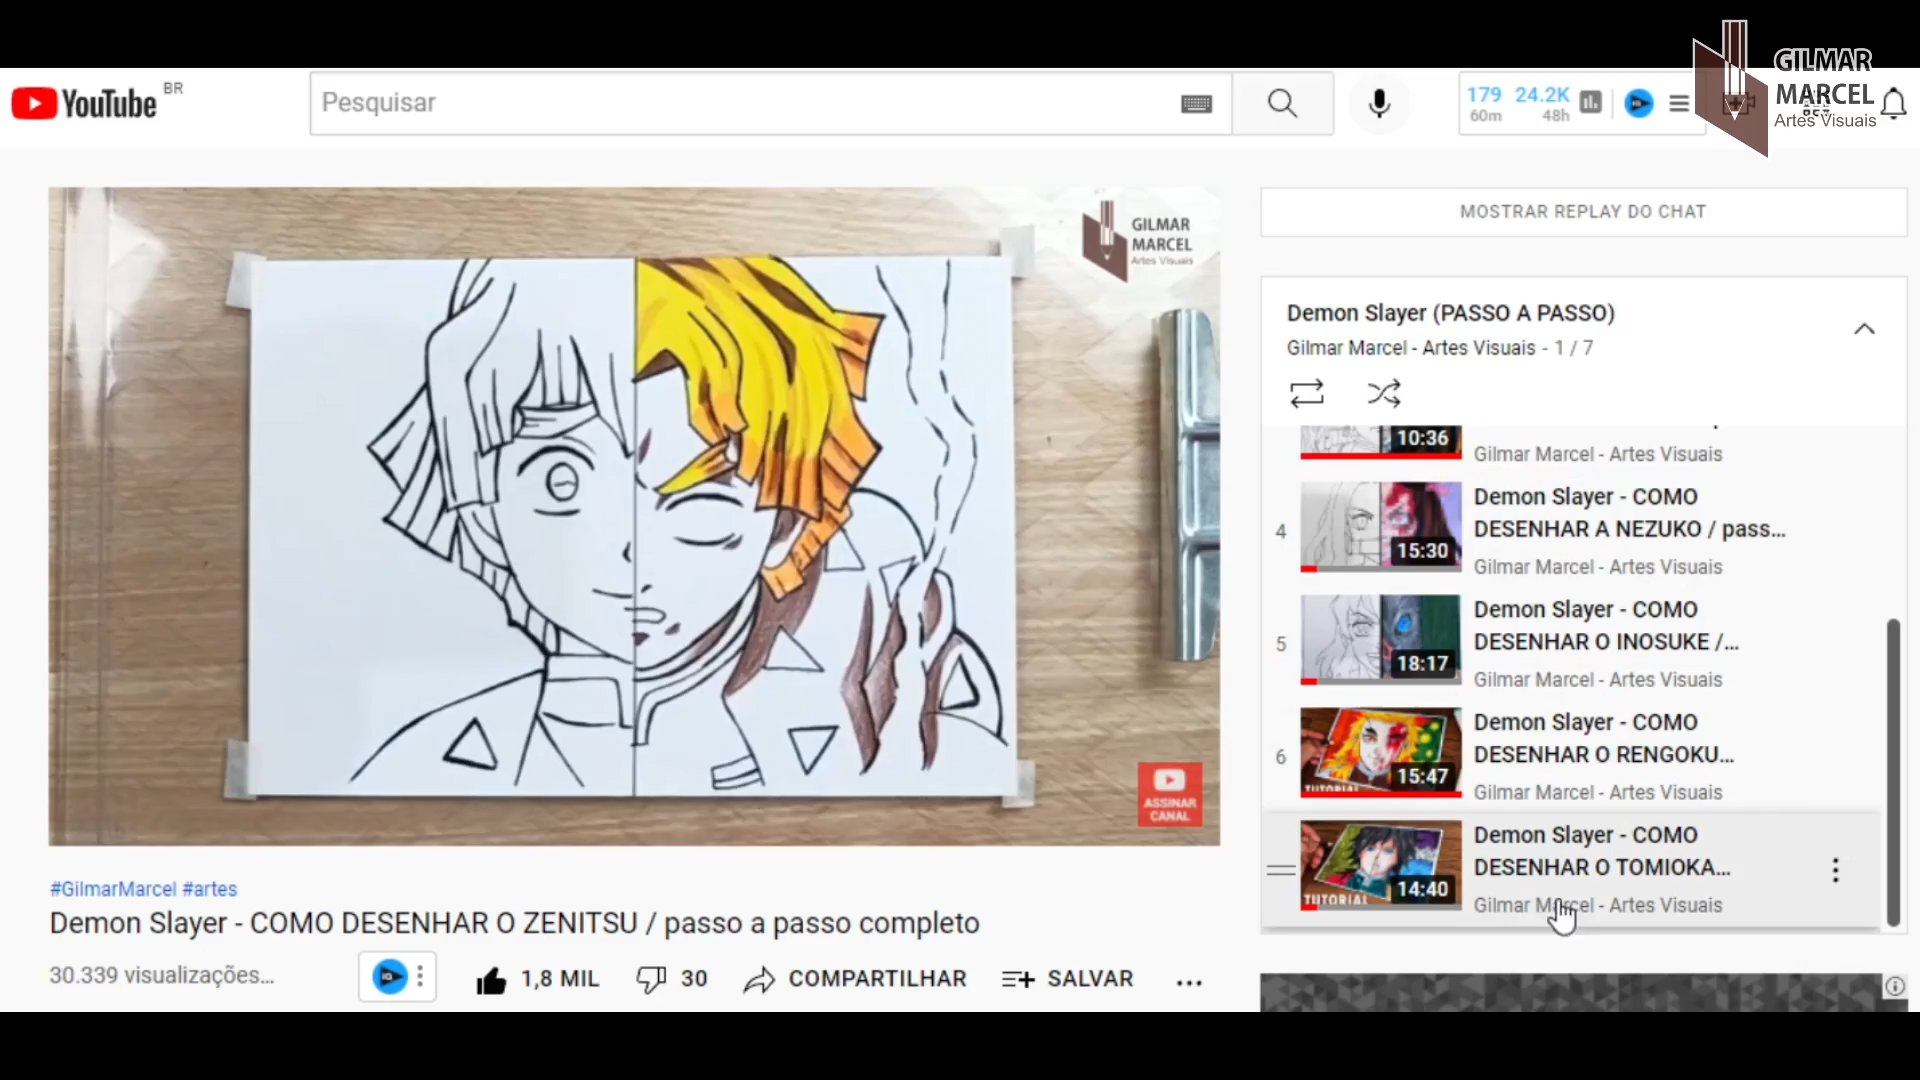 GILMAR
MARCEL
Artes Visuais
YouTube BR
Pesquisar
179 24.2K
60m 48h
GILMAR
MARCEL
Artes Visuais
ASSINAR
CANAL
#GilmarMarcel #artes
Demon Slayer - COMO DESENHAR O ZENITSU / passo a passo completo
30.339 visualizações...
1,8 MIL
30
COMPARTILHAR
SALVAR
MOSTRAR REPLAY DO CHAT
Demon Slayer (PASSO A PASSO)
Gilmar Marcel - Artes Visuais - 1 / 7
10:36
Gilmar Marcel - Artes Visuais
4
15:30
Demon Slayer - COMO
DESENHAR A NEZUKO / pass...
Gilmar Marcel - Artes Visuais
5
18:17
Demon Slayer - COMO
DESENHAR O INOSUKE /...
Gilmar Marcel - Artes Visuais
6
15:47
TUTORIAL
Demon Slayer - COMO
DESENHAR O RENGOKU...
Gilmar Marcel - Artes Visuais
14:40
TUTORIAL
Demon Slayer - COMO
DESENHAR O TOMIOKA...
Gilmar Marcel - Artes Visuais